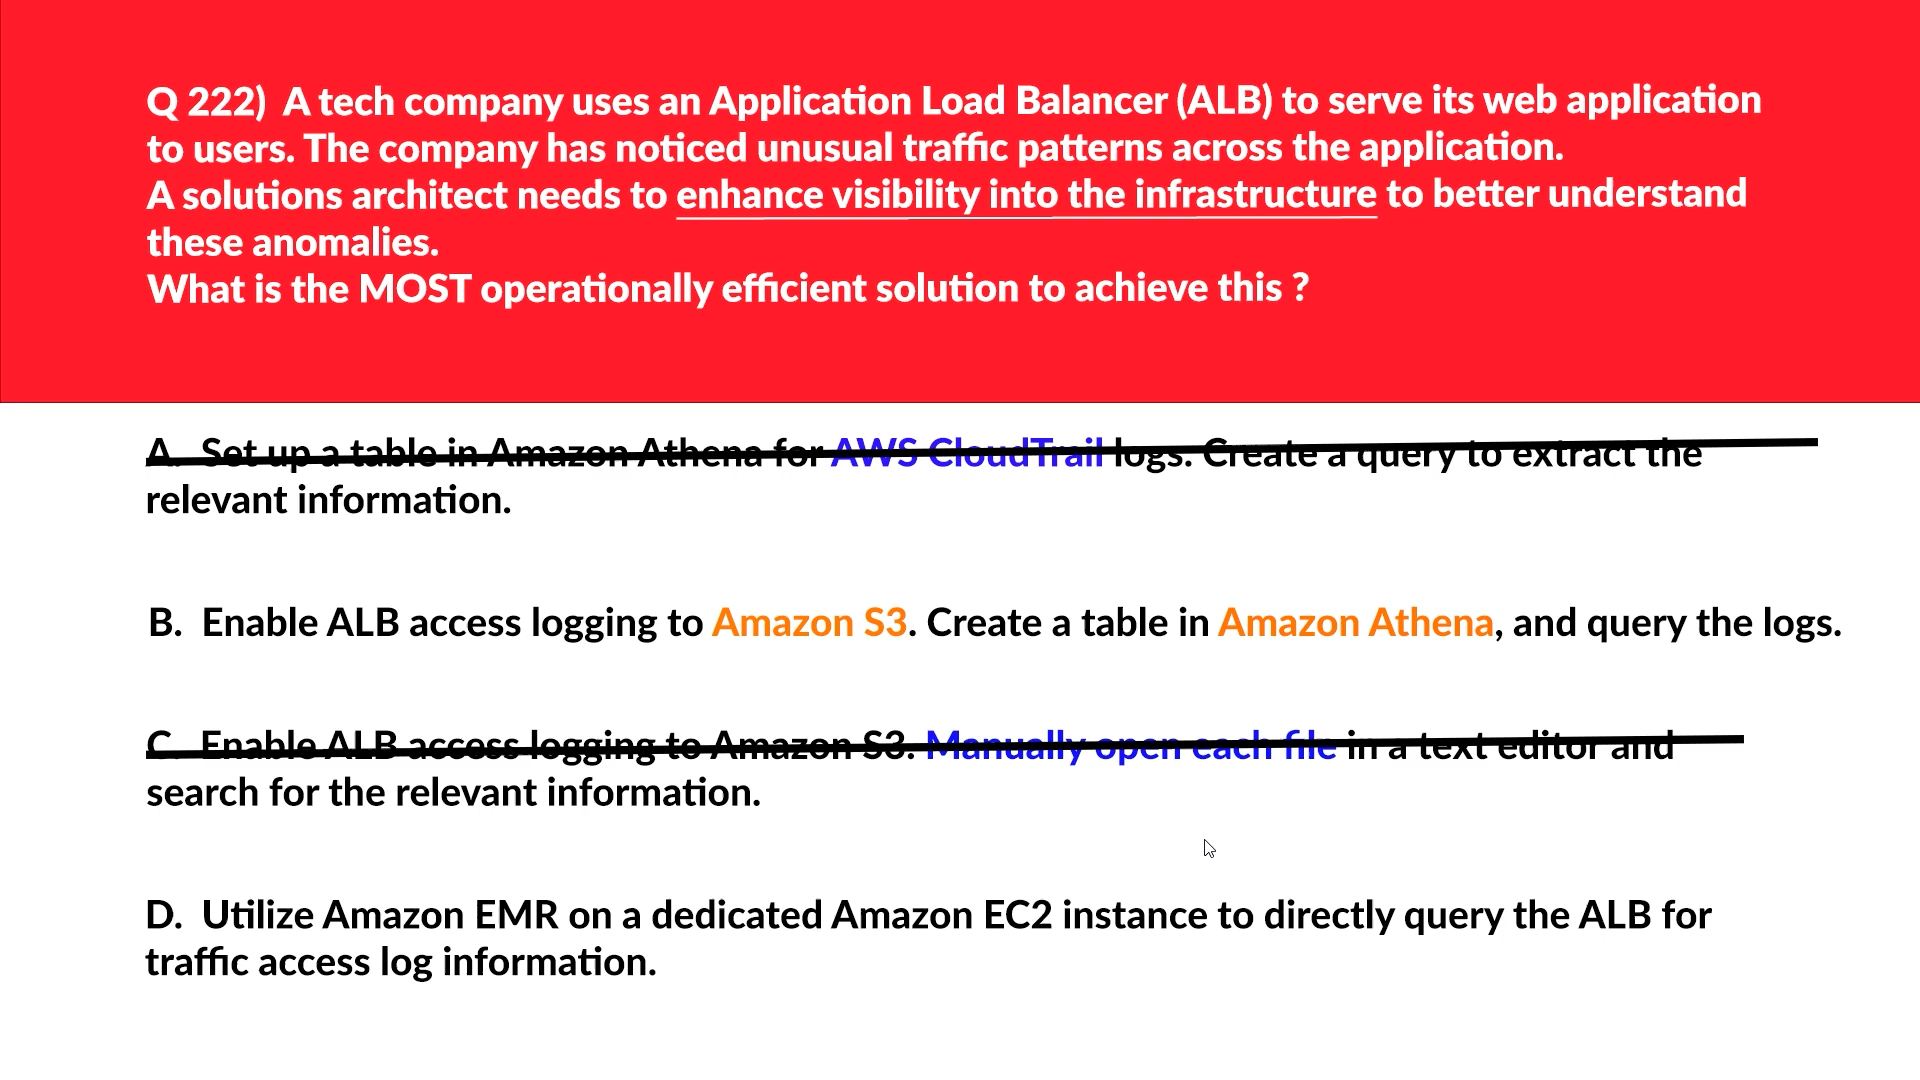 Q 222) A tech company uses an Application Load Balancer (ALB) to serve its web application
to users. The company has noticed unusual traffic patterns across the application.
A solutions architect needs to enhance visibility into the infrastructure to better understand
these anomalies.
What is the MOST operationally efficient solution to achieve this ?
A. Set up a table in Amazon Athena for AWS CloudTrail logs. Create a query to extract the
relevant information.
B. Enable ALB access logging to Amazon S3. Create a table in Amazon Athena, and query the logs.
C. Enable ALB access logging to Amazon S3. Manually open each file in a text editor and
search for the relevant information.
D. Utilize Amazon EMR on a dedicated Amazon EC2 instance to directly query the ALB for
traffic access log information.